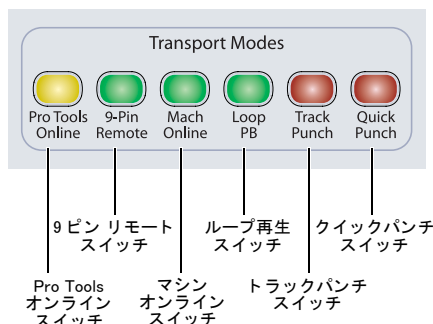 Transport Modes
Pro Tools Online
9-Pin Remote
Mach Online
Loop PB
Track Punch
Quick Punch
9 ピン リモート
スイッチ
ループ再生
スイッチ
クイックパンチ
スイッチ
Pro Tools
オンライン
スイッチ
マシン
オンライン
スイッチ
トラックパンチ
スイッチ